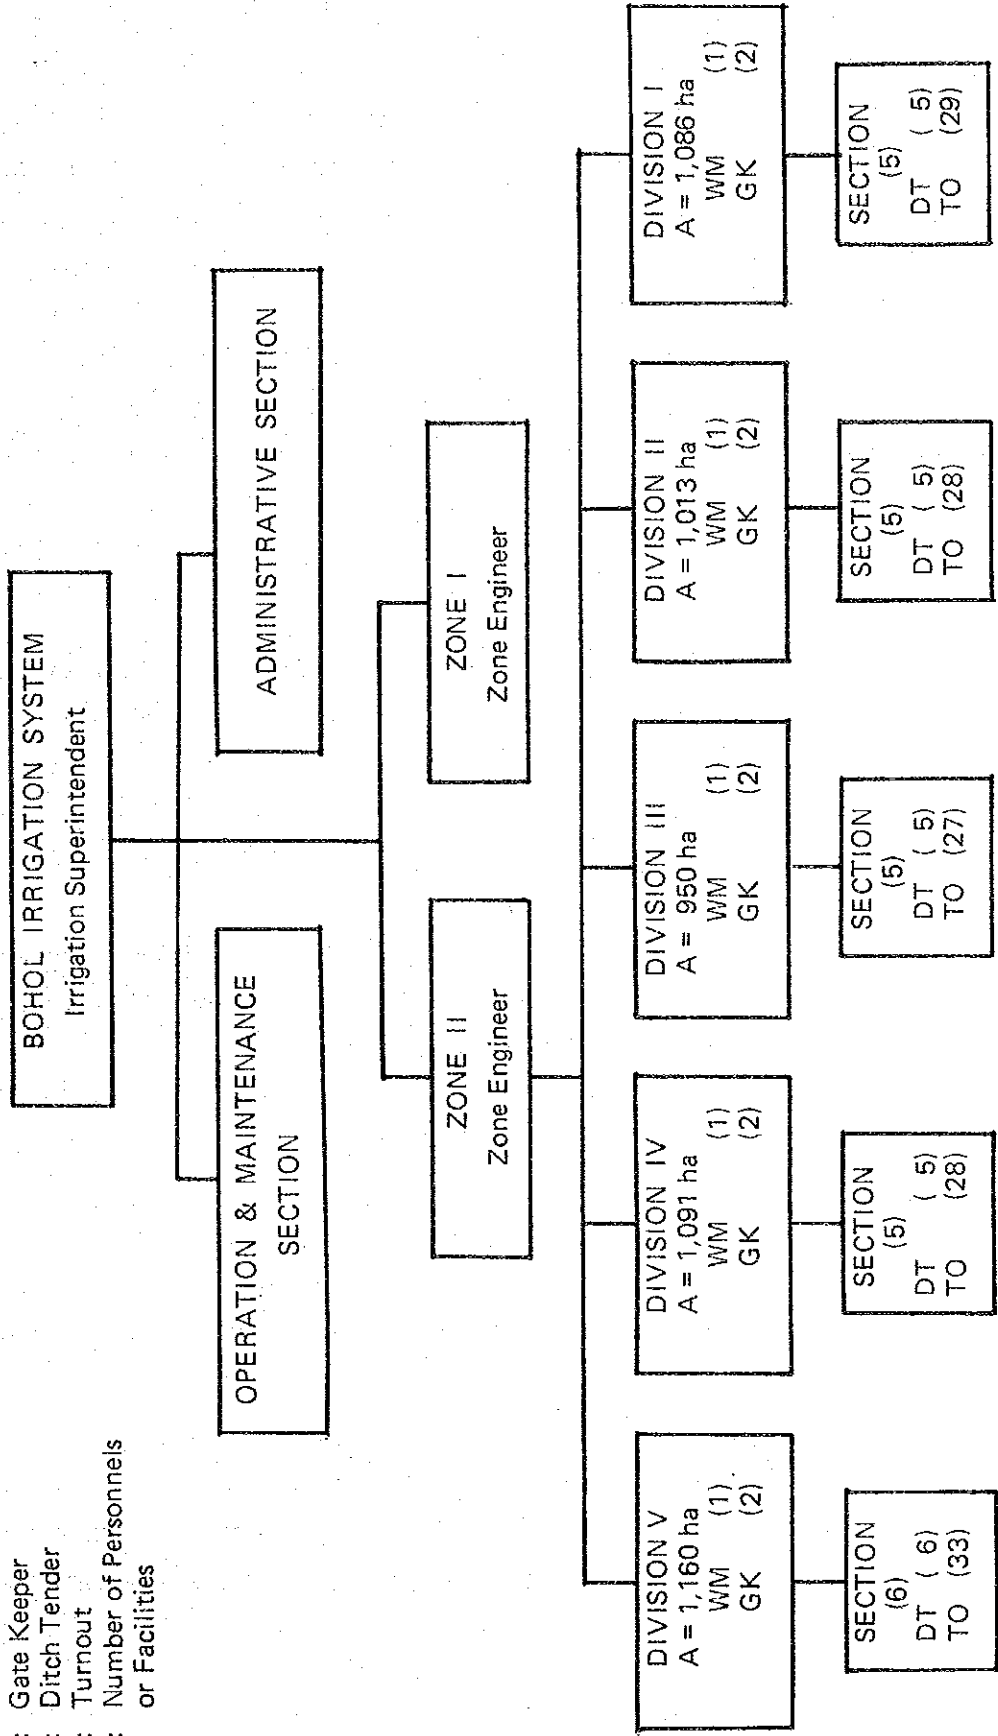 BOHOL IRRIGATION SYSTEM
Irrigation Superintendent
OPERATION & MAINTENANCE
SECTION
ADMINISTRATIVE SECTION
ZONE II
Zone Engineer
ZONE I
Zone Engineer
DIVISION V
A = 1,160 ha
WM (1)
GK (2)
DIVISION IV
A = 1,091 ha
WM (1)
GK (2)
DIVISION III
A = 950 ha
WM (1)
GK (2)
DIVISION II
A = 1,013 ha
WM (1)
GK (2)
DIVISION I
A = 1,086 ha
WM (1)
GK (2)
SECTION
(6)
DT ( 6)
TO (33)
SECTION
(5)
DT ( 5)
TO (28)
SECTION
(5)
DT ( 5)
TO (27)
SECTION
(5)
DT ( 5)
TO (28)
SECTION
(5)
DT ( 5)
TO (29)
: Gate Keeper
: Ditch Tender
: Turnout
: Number of Personnels
or Facilities